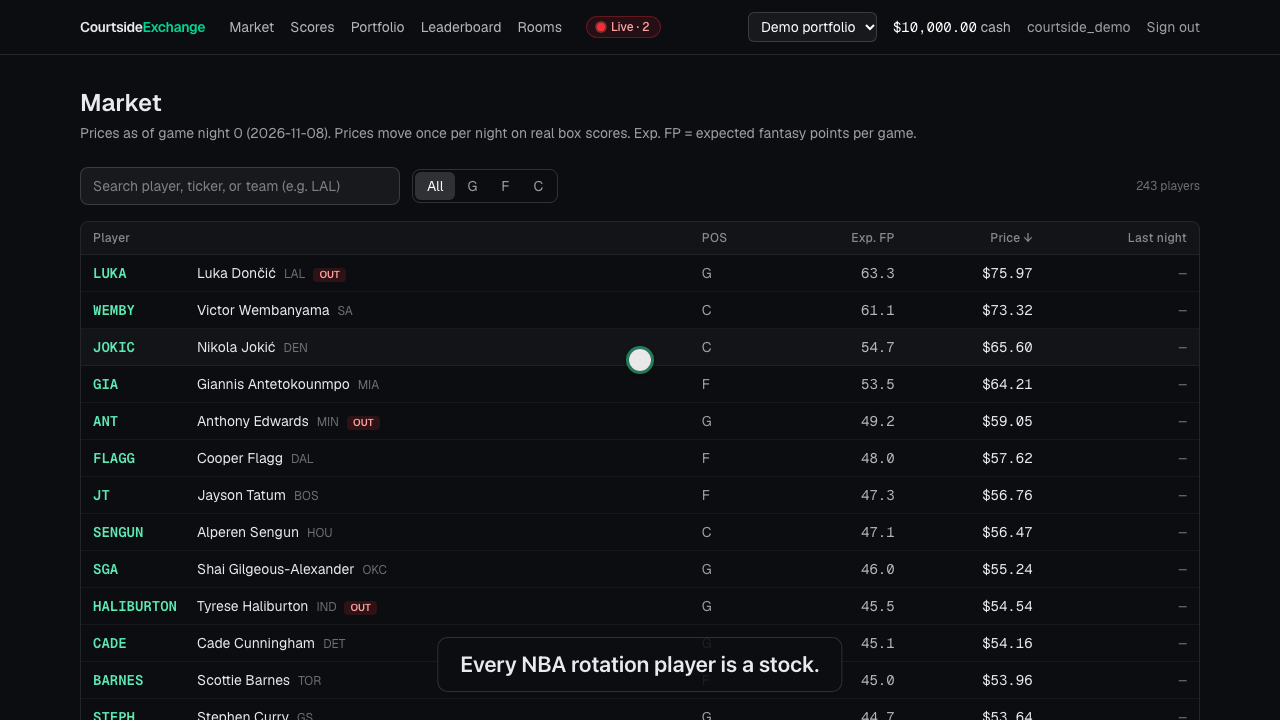 CourtsideExchange Market Scores Portfolio Leaderboard Rooms Live · 2 Demo portfolio $10,000.00 cash courtside_demo Sign out
Market
Prices as of game night 0 (2026-11-08). Prices move once per night on real box scores. Exp. FP = expected fantasy points per game.
Search player, ticker, or team (e.g. LAL) All G F C 243 players
Player POS Exp. FP Price ↓ Last night
LUKA Luka Dončić LAL OUT G 63.3 $75.97 —
WEMBY Victor Wembanyama SA C 61.1 $73.32 —
JOKIC Nikola Jokić DEN C 54.7 $65.60 —
GIA Giannis Antetokounmpo MIA F 53.5 $64.21 —
ANT Anthony Edwards MIN OUT G 49.2 $59.05 —
FLAGG Cooper Flagg DAL F 48.0 $57.62 —
JT Jayson Tatum BOS F 47.3 $56.76 —
SENGUN Alperen Sengun HOU C 47.1 $56.47 —
SGA Shai Gilgeous-Alexander OKC G 46.0 $55.24 —
HALIBURTON Tyrese Haliburton IND OUT G 45.5 $54.54 —
CADE Cade Cunningham DET G 45.1 $54.16 —
Every NBA rotation player is a stock.
BARNES Scottie Barnes TOR F 45.0 $53.96 —
STEPH Stephen Curry GS G 44.7 $53.64 —